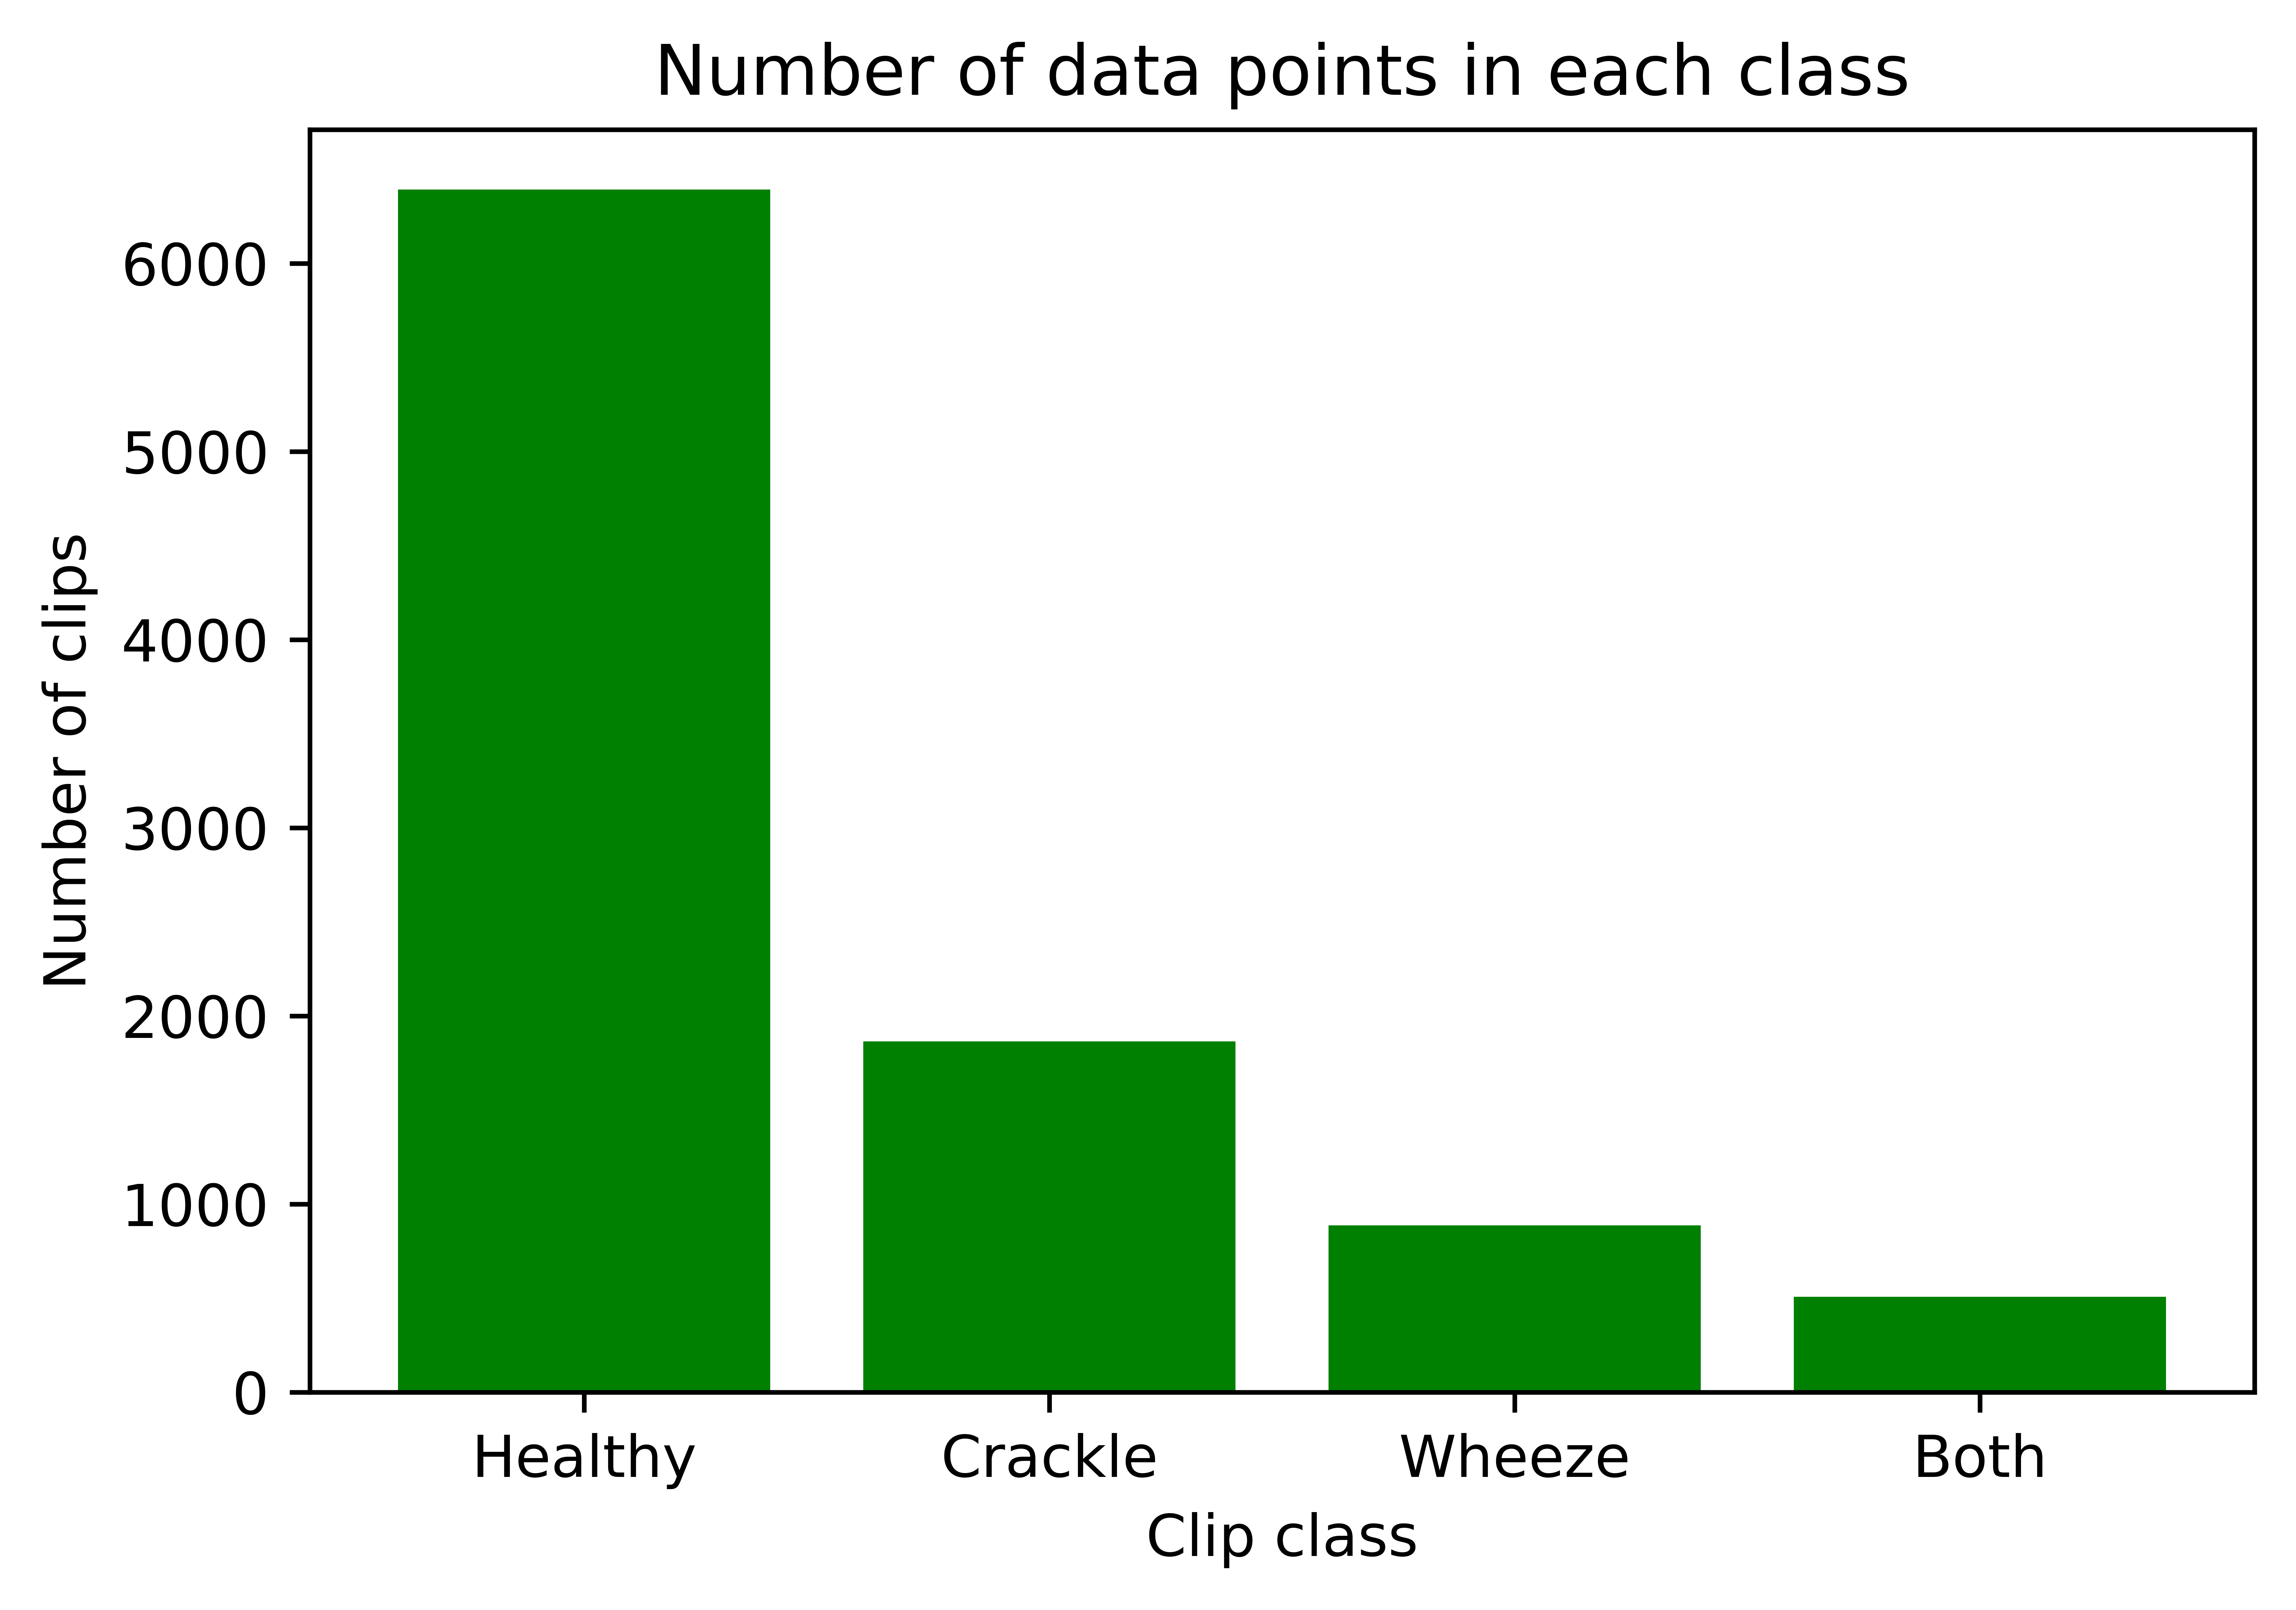 Number of data points in each class
Number of clips
6000
5000
4000
3000
2000
1000
0
Healthy Crackle Wheeze Both
Clip class